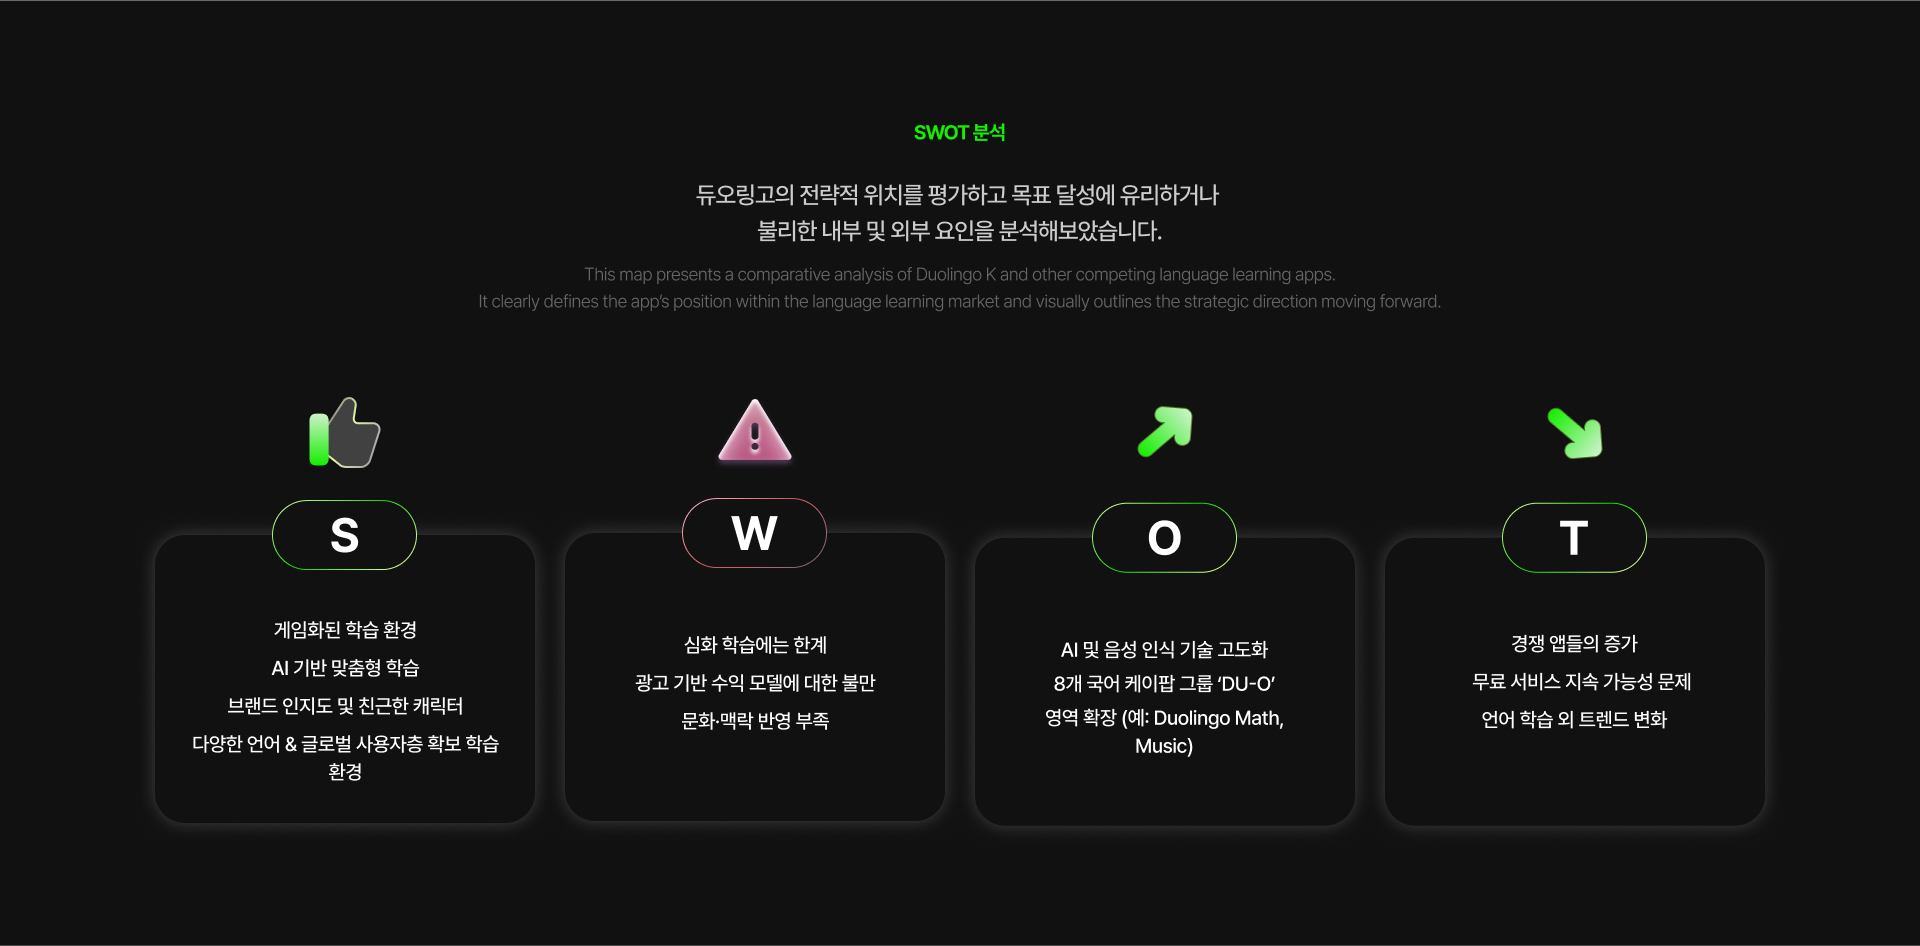 SWOT 분석
듀오링고의 전략적 위치를 평가하고 목표 달성에 유리하거나
불리한 내부 및 외부 요인을 분석해보았습니다.
This map presents a comparative analysis of Duolingo K and other competing language learning apps.
It clearly defines the app's position within the language learning market and visually outlines the strategic direction moving forward.
S
게임화된 학습 환경
AI 기반 맞춤형 학습
브랜드 인지도 및 친근한 캐릭터
다양한 언어 & 글로벌 사용자층 확보 학습
환경
W
심화 학습에는 한계
광고 기반 수익 모델에 대한 불만
문화·맥락 반영 부족
O
AI 및 음성 인식 기술 고도화
8개 국어 케이팝 그룹 ‘DU-O’
영역 확장 (예: Duolingo Math,
Music)
T
경쟁 앱들의 증가
무료 서비스 지속 가능성 문제
언어 학습 외 트렌드 변화